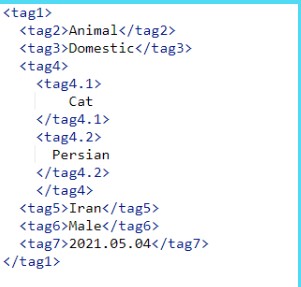 <tag1>
<tag2>Animal</tag2>
<tag3>Domestic</tag3>
<tag4>
<tag4.1>
Cat
</tag4.1>
<tag4.2>
Persian
</tag4.2>
</tag4>
<tag5>Iran</tag5>
<tag6>Male</tag6>
<tag7>2021.05.04</tag7>
</tag1>